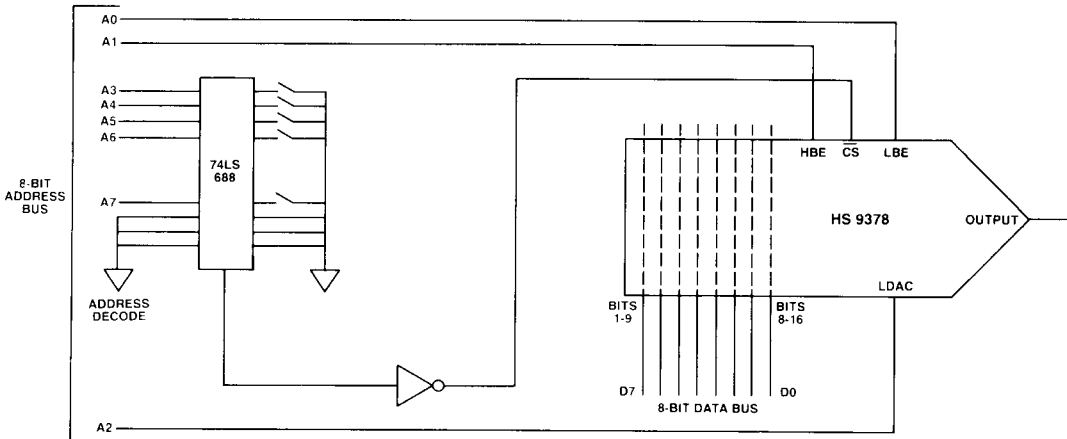 A0
A1
A3
A4
A5
A6
A7
8-BIT
ADDRESS
BUS
74LS
688
ADDRESS
DECODE
A2
HBE
CS
LBE
HS 9378
OUTPUT
LDAC
BITS
1-9
BITS
8-16
D7
D0
8-BIT DATA BUS